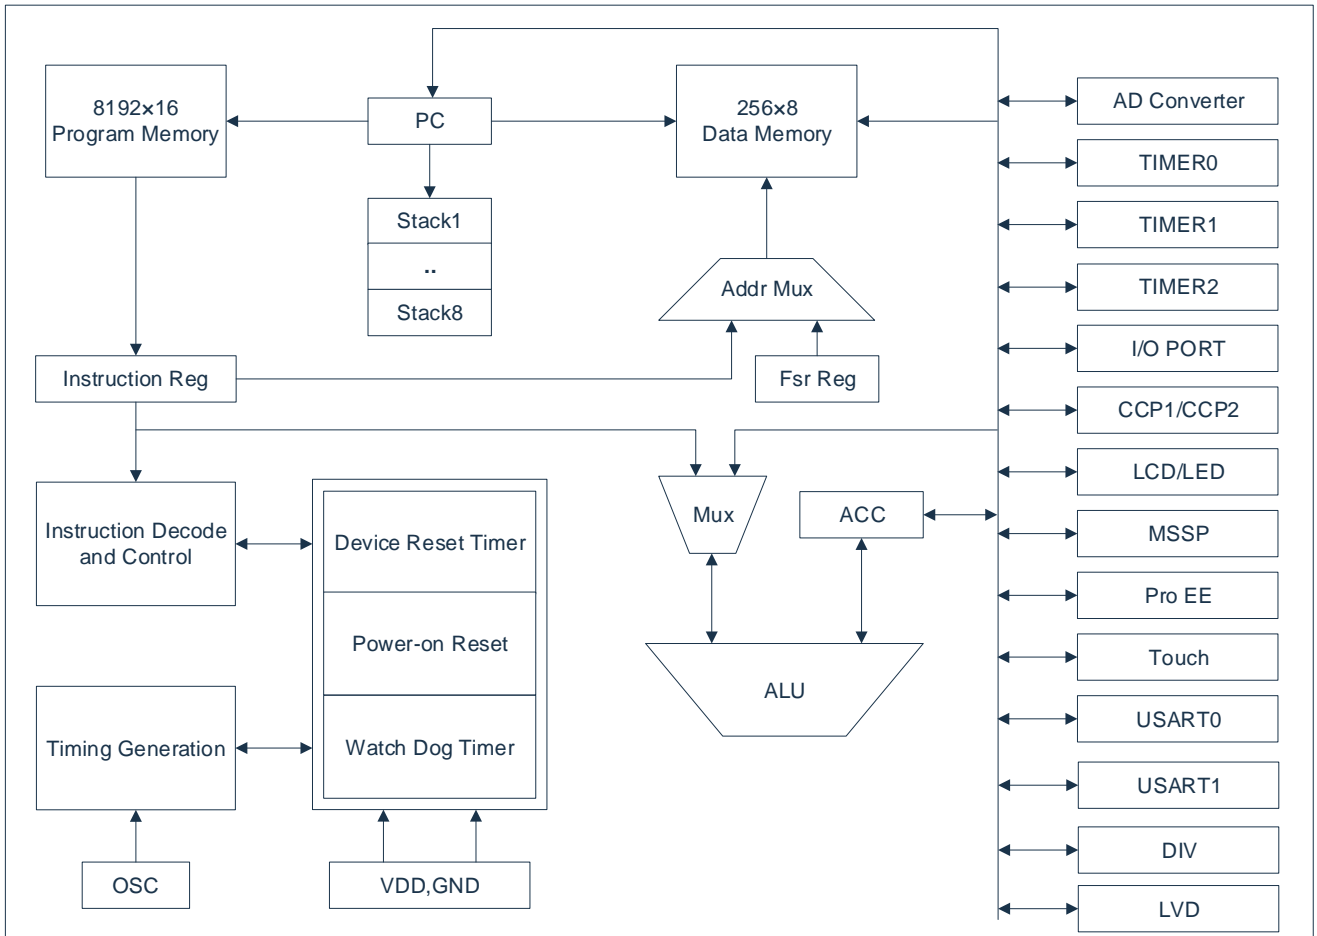 8192×16
Program Memory
PC
256×8
Data Memory
Stack1
..
Stack8
Addr Mux
Instruction Reg
Fsr Reg
Instruction Decode
and Control
Device Reset Timer
Power-on Reset
Watch Dog Timer
Mux
ACC
ALU
Timing Generation
OSC
VDD,GND
AD Converter
TIMER0
TIMER1
TIMER2
I/O PORT
CCP1/CCP2
LCD/LED
MSSP
Pro EE
Touch
USART0
USART1
DIV
LVD